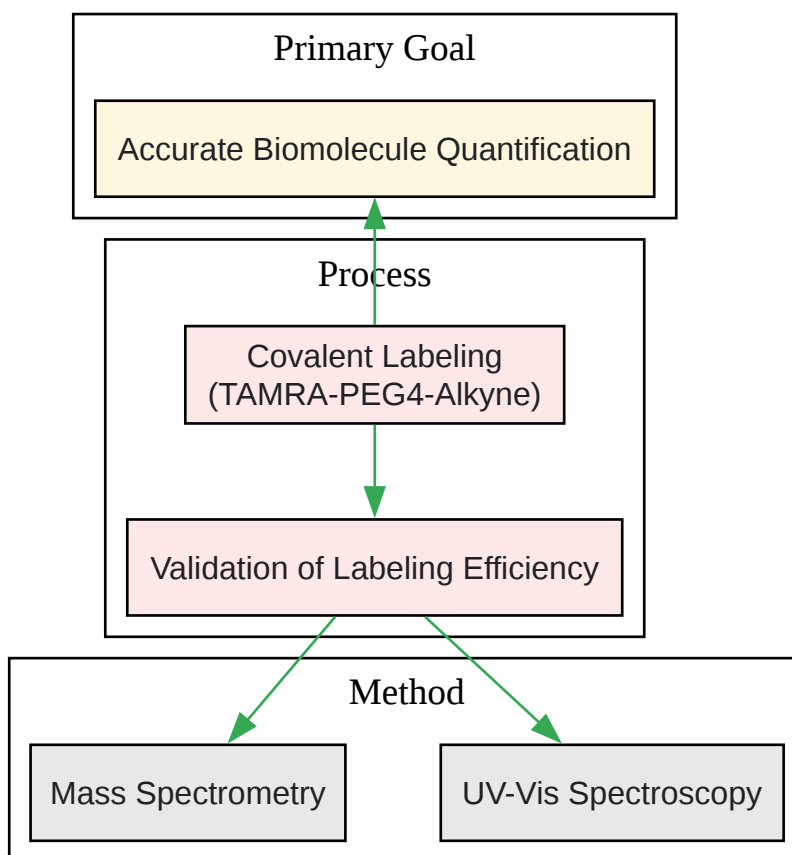 Primary Goal
Accurate Biomolecule Quantification
Process
Covalent Labeling
(TAMRA-PEG4-Alkyne)
Validation of Labeling Efficiency
Method
Mass Spectrometry
UV-Vis Spectroscopy